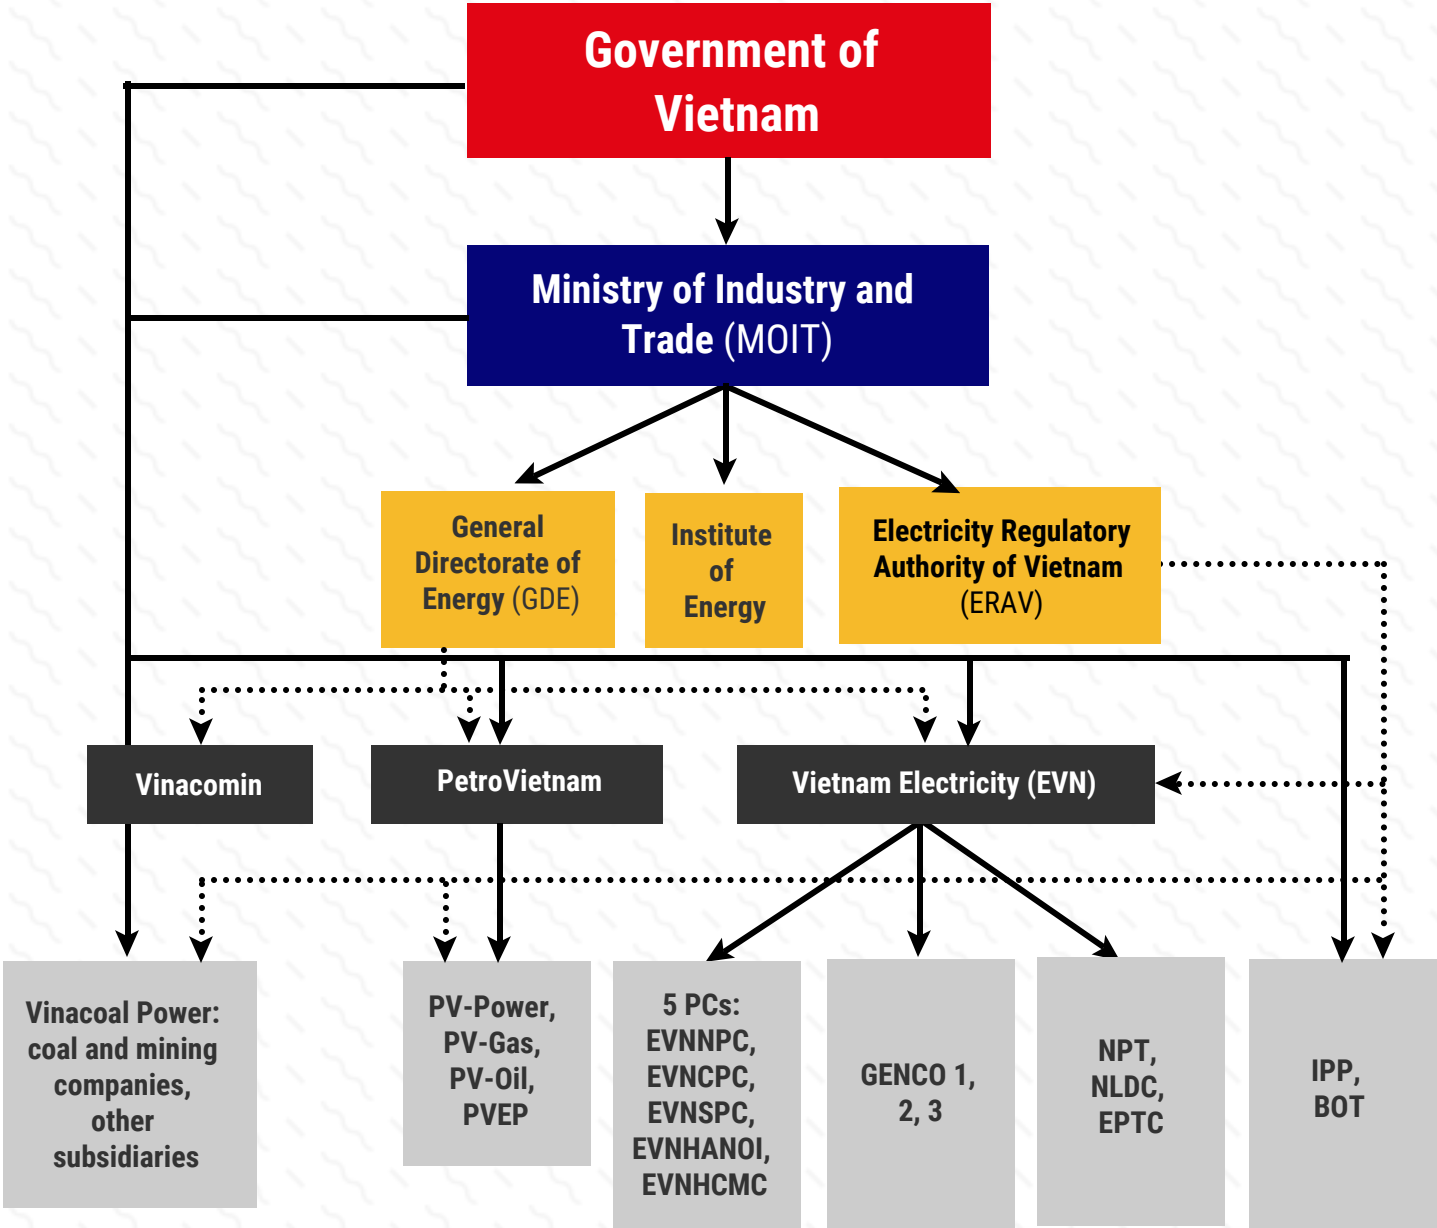 Government of
Vietnam
Ministry of Industry and
Trade (MOIT)
General
Directorate of
Energy (GDE)
Institute
of
Energy
Electricity Regulatory
Authority of Vietnam
(ERAV)
Vinacomin
PetroVietnam
Vietnam Electricity (EVN)
Vinacoal Power:
coal and mining
companies,
other
subsidiaries
PV-Power,
PV-Gas,
PV-Oil,
PVEP
5 PCs:
EVNNPC,
EVNCPC,
EVNSPC,
EVNHANOI,
EVNHCMC
GENCO 1,
2, 3
NPT,
NLDC,
EPTC
IPP,
BOT